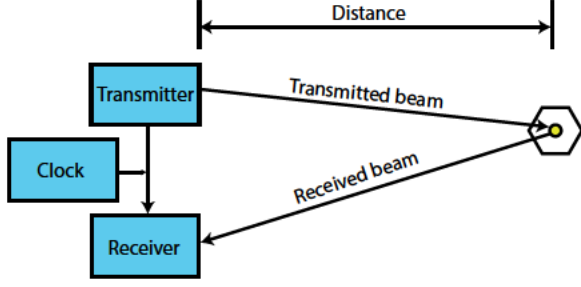 Distance
Transmitter
Transmitted beam
Clock
Received beam
Receiver